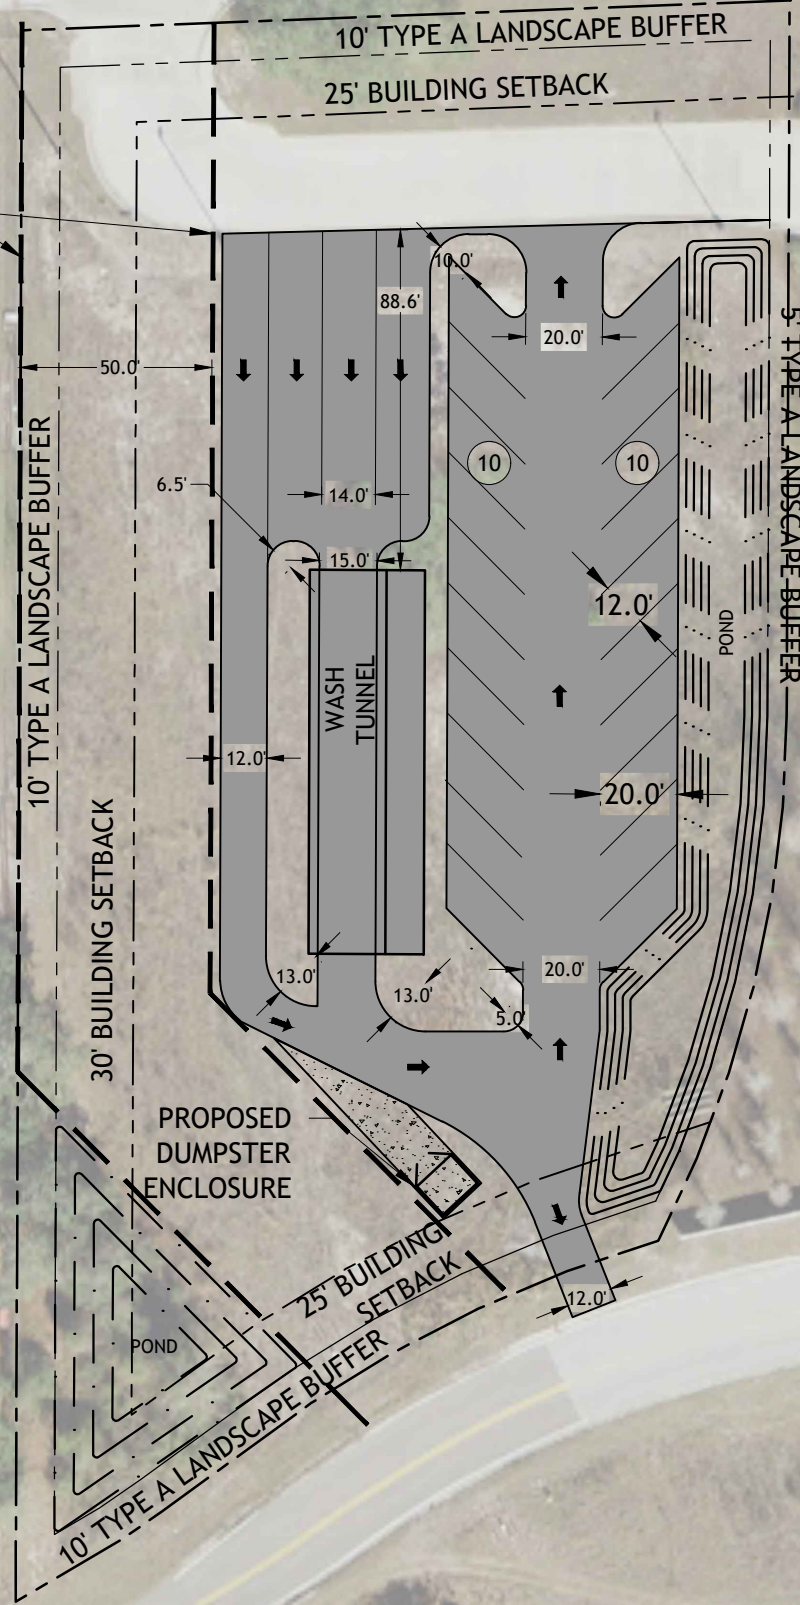 10' TYPE A LANDSCAPE BUFFER
25' BUILDING SETBACK
10.0'
88.6'
20.0'
5' TYPE A LANDSCAPE BUFFER
50.0'
10' TYPE A LANDSCAPE BUFFER
10
10
6.5'
14.0'
15.0'
12.0'
POND
WASH
TUNNEL
12.0'
20.0'
30' BUILDING SETBACK
13.0'
13.0'
20.0'
5.0'
PROPOSED
DUMPSTER
ENCLOSURE
25' BUILDING
SETBACK
12.0'
POND
10' TYPE A LANDSCAPE BUFFER